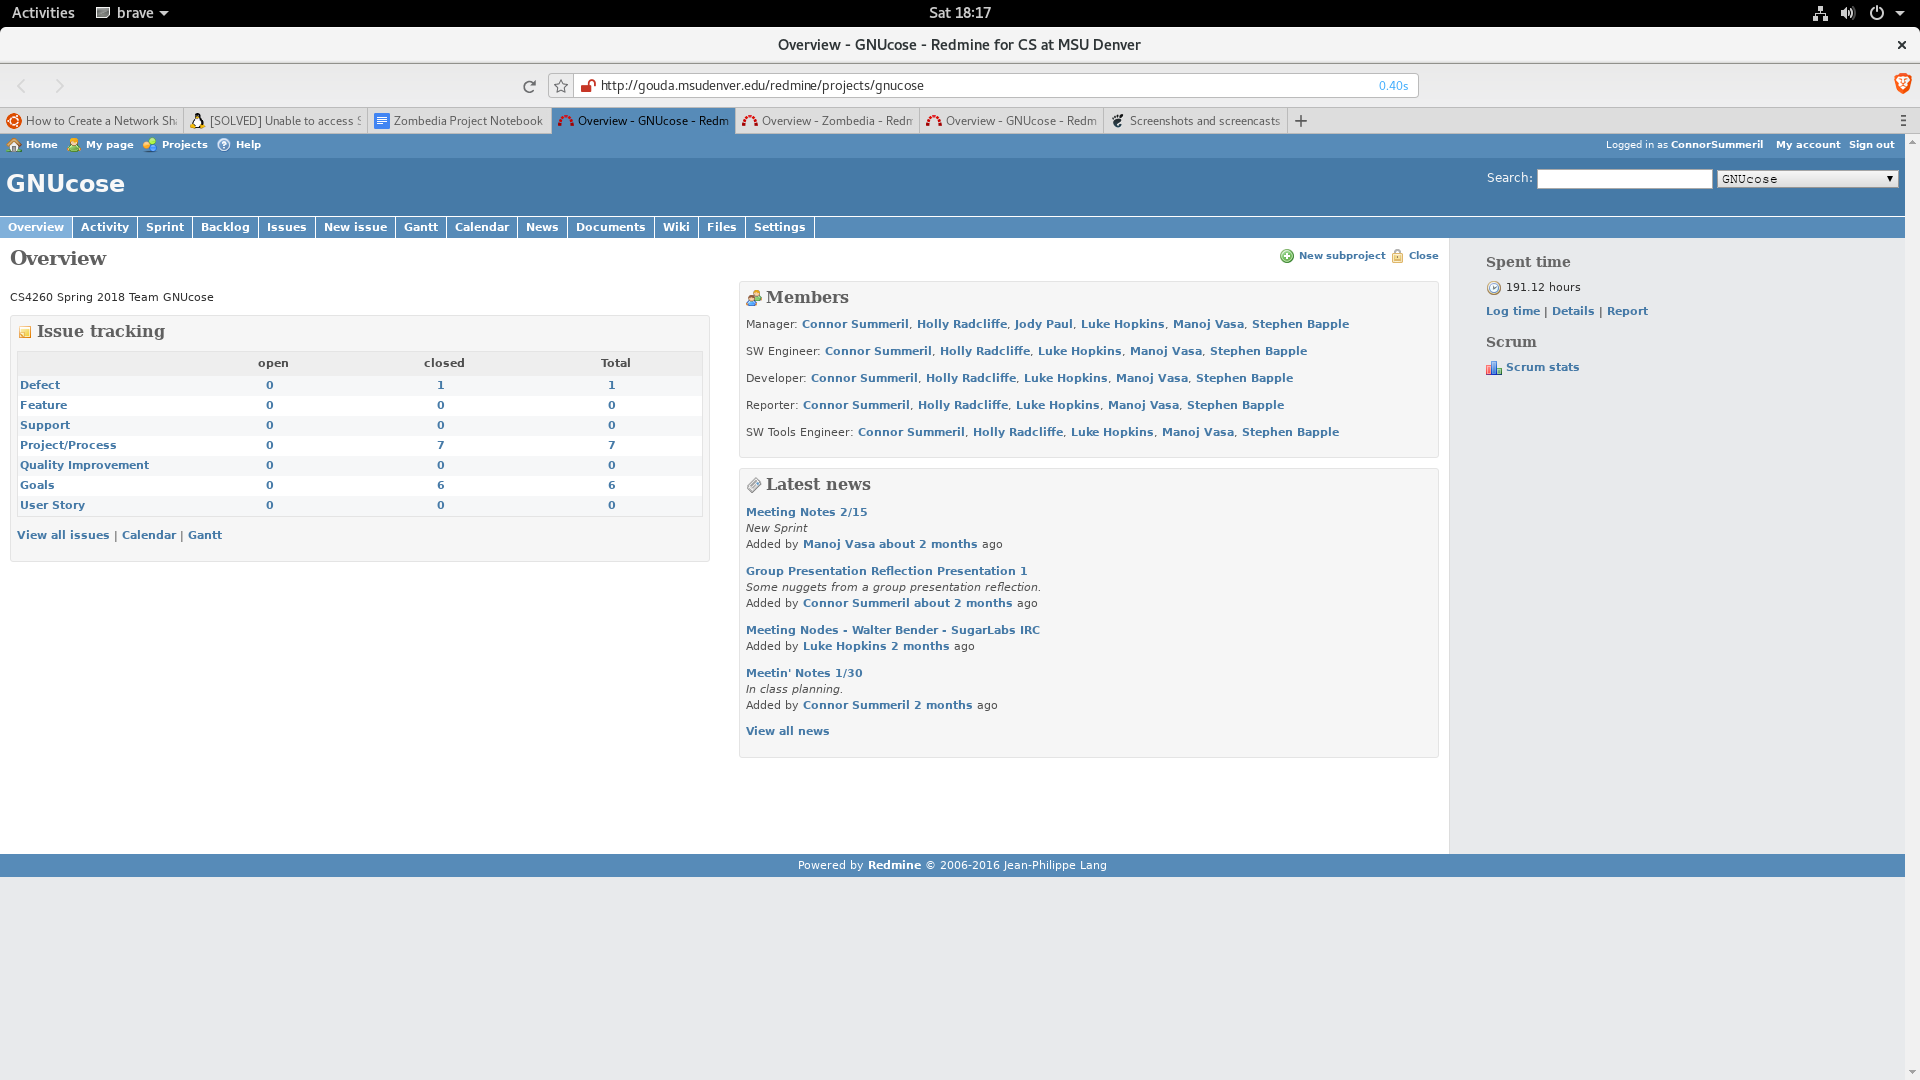 Activities brave Sat 18:17
Overview - GNUcose - Redmine for CS at MSU Denver
http://gouda.msudenver.edu/redmine/projects/gnucose 0.40s
How to Create a Network Sh [SOLVED] Unable to access S Zombedia Project Notebook Overview - GNUcose - Redm Overview - Zombedia - Redm Overview - GNUcose - Redm Screenshots and screencasts
Home My page Projects Help Logged in as ConnorSummeril My account Sign out
GNUcose Search: GNUcose
Overview Activity Sprint Backlog Issues New issue Gantt Calendar News Documents Wiki Files Settings
Overview
New subproject Close
CS4260 Spring 2018 Team GNUcose
Issue tracking
open closed Total
Defect 0 1 1
Feature 0 0 0
Support 0 0 0
Project/Process 0 7 7
Quality Improvement 0 0 0
Goals 0 6 6
User Story 0 0 0
View all issues | Calendar | Gantt
Members
Manager: Connor Summeril, Holly Radcliffe, Jody Paul, Luke Hopkins, Manoj Vasa, Stephen Bapple
SW Engineer: Connor Summeril, Holly Radcliffe, Luke Hopkins, Manoj Vasa, Stephen Bapple
Developer: Connor Summeril, Holly Radcliffe, Luke Hopkins, Manoj Vasa, Stephen Bapple
Reporter: Connor Summeril, Holly Radcliffe, Luke Hopkins, Manoj Vasa, Stephen Bapple
SW Tools Engineer: Connor Summeril, Holly Radcliffe, Luke Hopkins, Manoj Vasa, Stephen Bapple
Latest news
Meeting Notes 2/15
New Sprint
Added by Manoj Vasa about 2 months ago
Group Presentation Reflection Presentation 1
Some nuggets from a group presentation reflection.
Added by Connor Summeril about 2 months ago
Meeting Nodes - Walter Bender - SugarLabs IRC
Added by Luke Hopkins 2 months ago
Meetin' Notes 1/30
In class planning.
Added by Connor Summeril 2 months ago
View all news
Spent time
191.12 hours
Log time | Details | Report
Scrum
Scrum stats
Powered by Redmine © 2006-2016 Jean-Philippe Lang